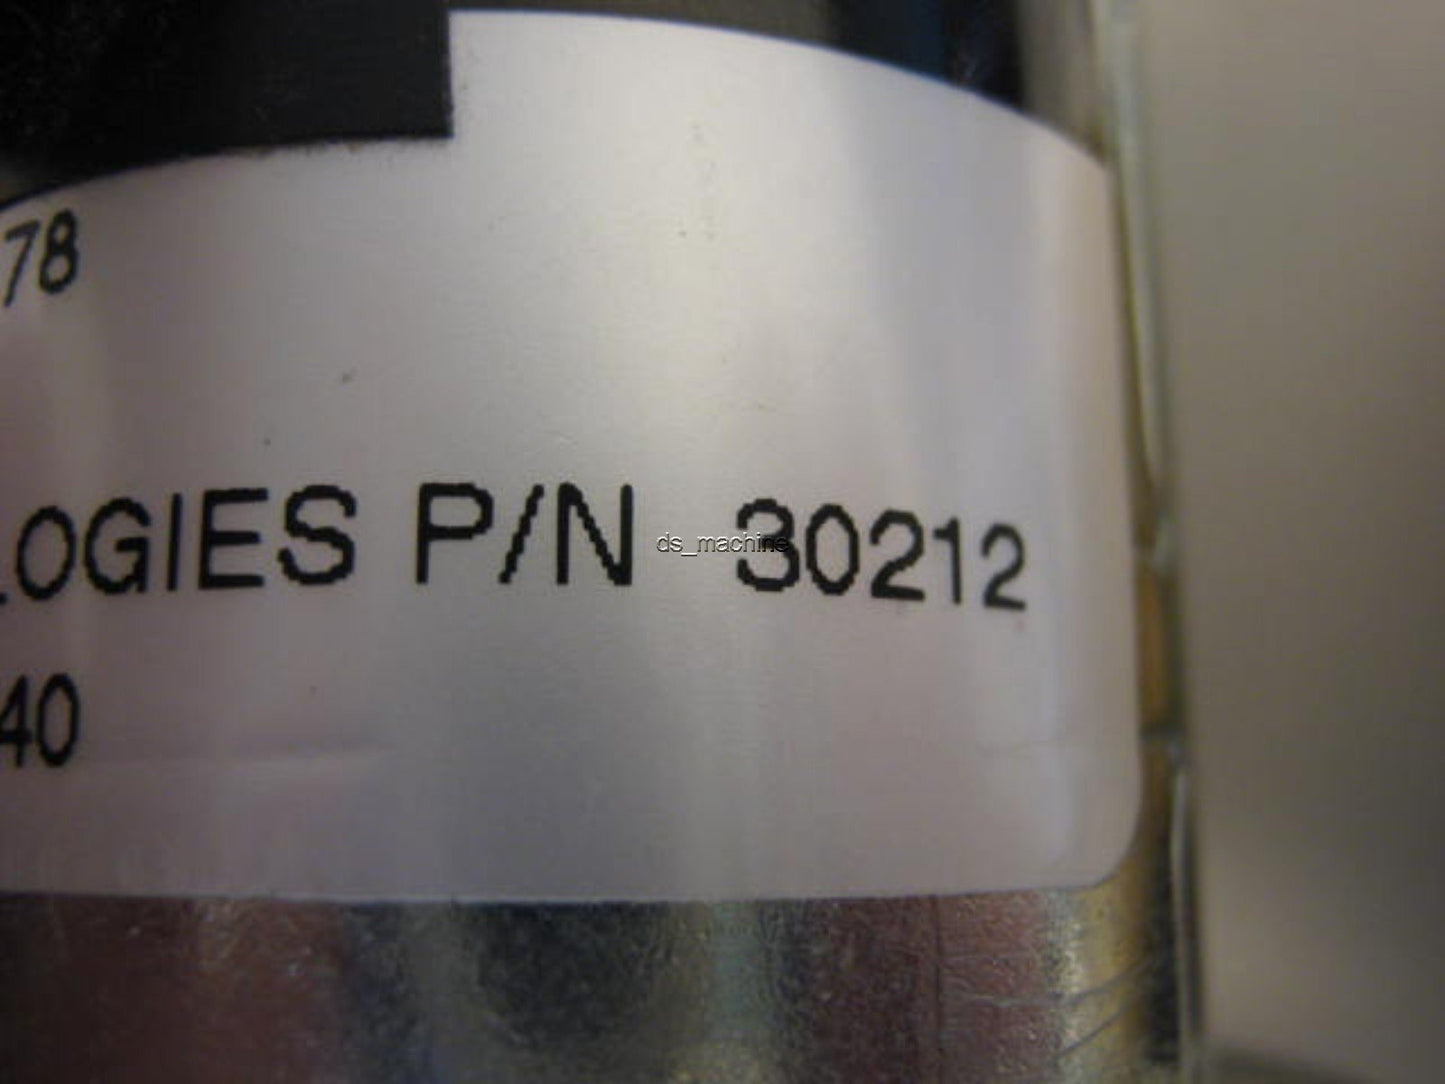 78
LOGIES P/N 30212
ds_machine
40